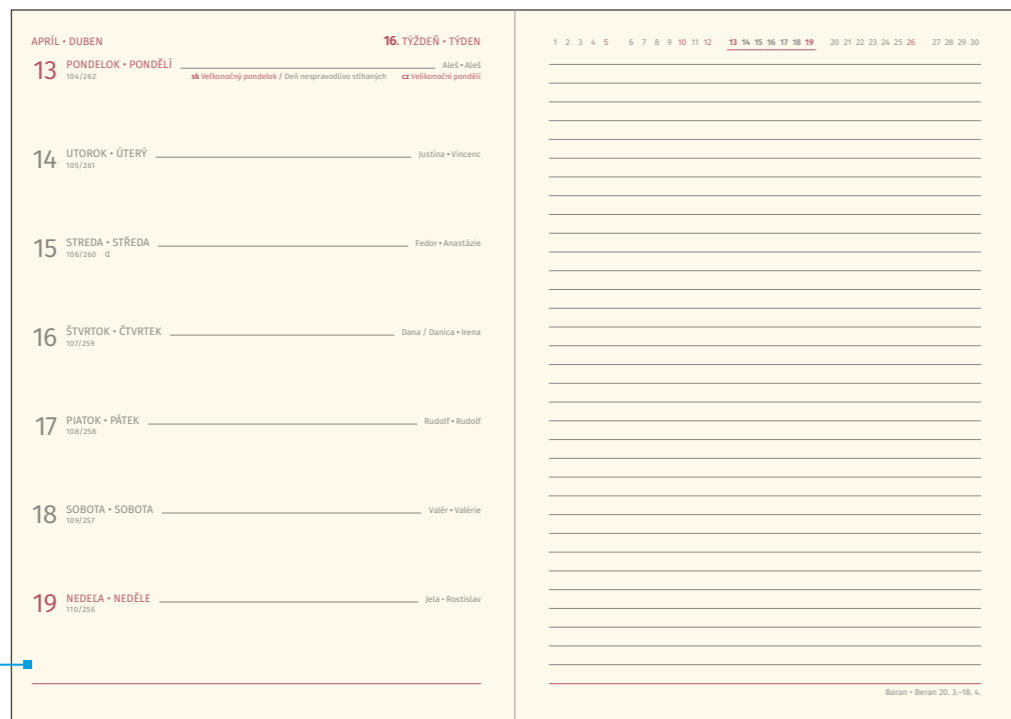 APRÍL • DUBEN
16. TÝŽDEŇ • TÝDEN
13 PONDELOK • PONDĚLÍ Aleš • Aleš
104/262 sk Veľkonočný pondelok / Deň nespravodlivo stíhaných cz Velikonoční pondělí
14 UTOROK • ÚTERÝ Justína • Vincenc
105/261
15 STREDA • STŘEDA Fedor • Anastázie
106/260
16 ŠTVRTOK • ČTVRTEK Dana / Danica • Irena
107/259
17 PIATOK • PÁTEK Rudolf • Rudolf
108/258
18 SOBOTA • SOBOTA Valér • Valérie
109/257
19 NEDEĽA • NEDĚLE Jela • Rostislav
110/256
1 2 3 4 5 6 7 8 9 10 11 12 13 14 15 16 17 18 19 20 21 22 23 24 25 26 27 28 29 30
Baran • Beran 20. 3.–18. 4.